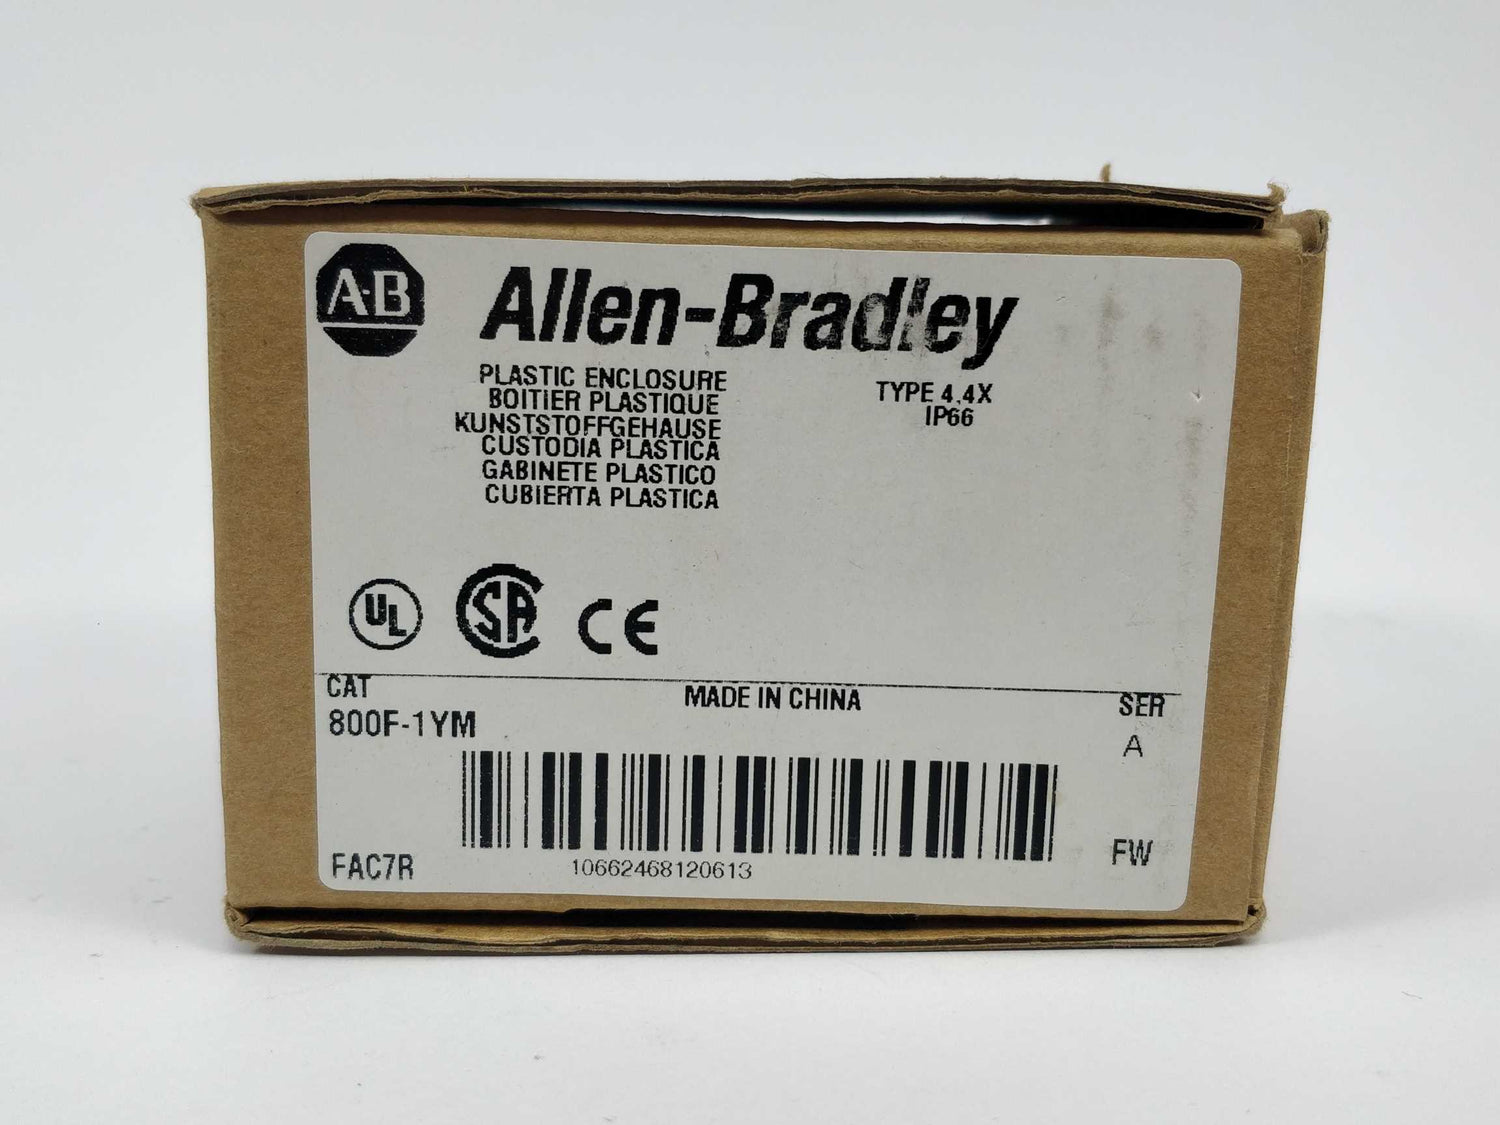 A-B Allen-Bradley
PLASTIC ENCLOSURE
BOITIER PLASTIQUE
KUNSTSTOFFGEHAUSE
CUSTODIA PLASTICA
GABINETE PLASTICO
CUBIERTA PLASTICA
TYPE 4,4X
IP66
UL SA CE
CAT MADE IN CHINA SER
800F-1YM A
FAC7R 10662468120613 FW